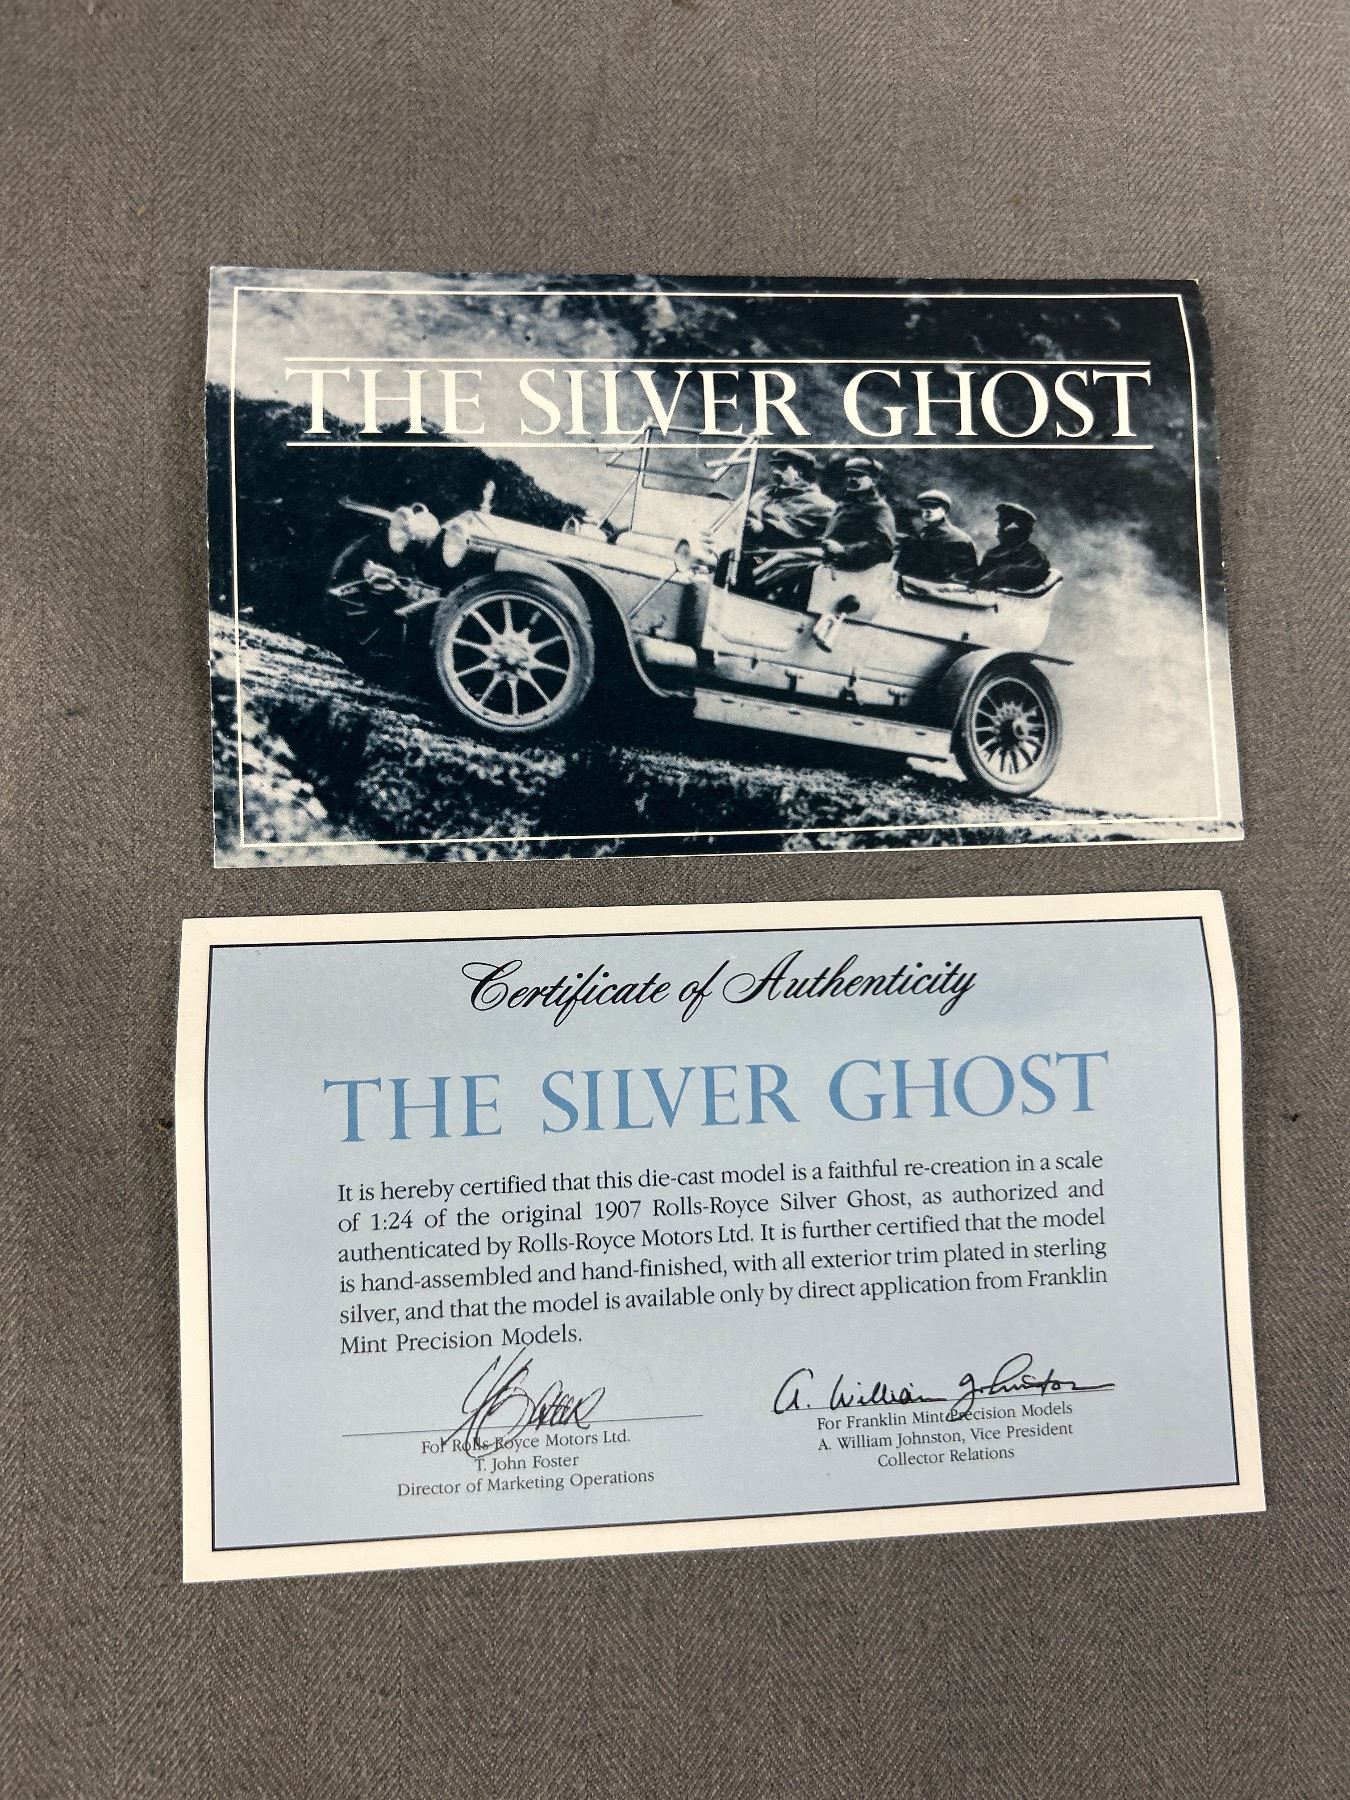 THE SILVER GHOST
Certificate of Authenticity
THE SILVER GHOST
It is hereby certified that this die-cast model is a faithful re-creation in a scale
of 1:24 of the original 1907 Rolls-Royce Silver Ghost, as authorized and
authenticated by Rolls-Royce Motors Ltd. It is further certified that the model
is hand-assembled and hand-finished, with all exterior trim plated in sterling
silver, and that the model is available only by direct application from Franklin
Mint Precision Models.
For Rolls-Royce Motors Ltd.
T. John Foster
Director of Marketing Operations
A. William Johnston
For Franklin Mint Precision Models
A. William Johnston, Vice President
Collector Relations